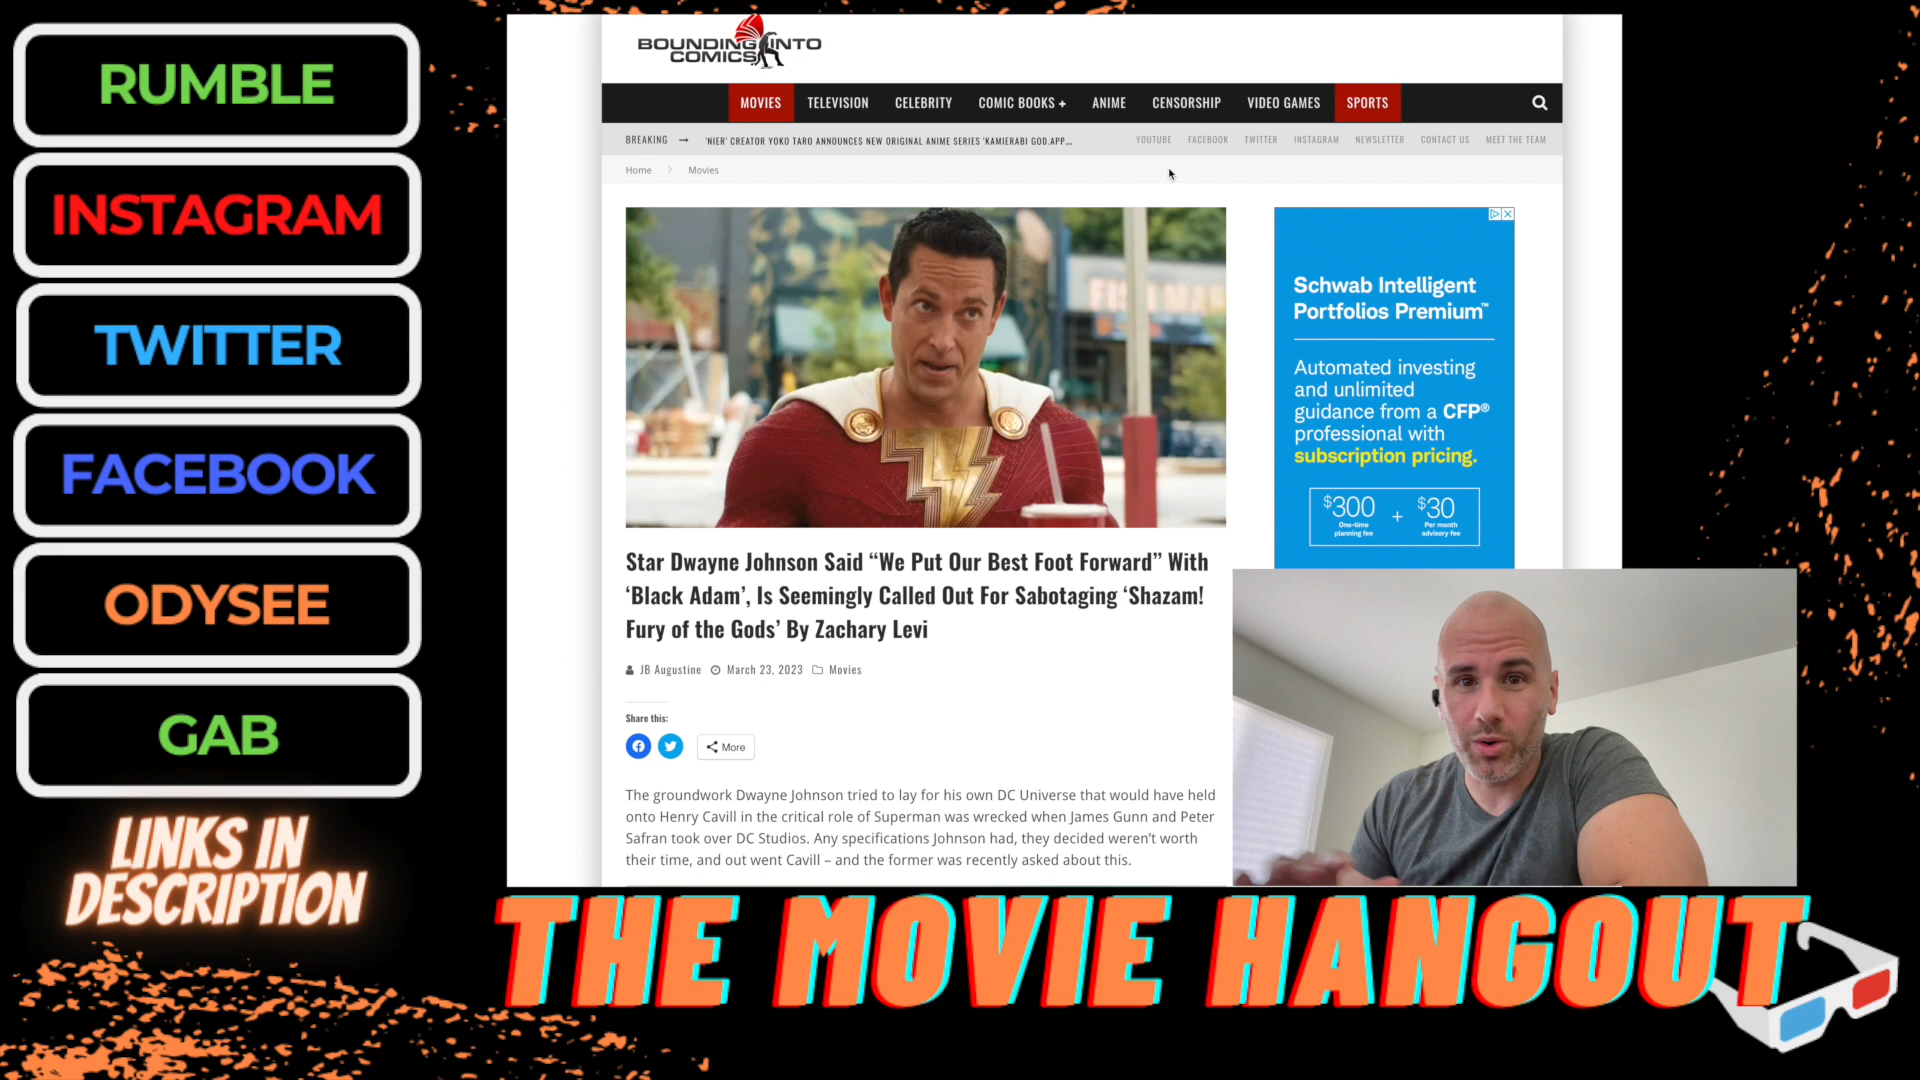 RUMBLE
INSTAGRAM
TWITTER
FACEBOOK
ODYSEE
GAB
LINKS IN
DESCRIPTION
BOUNDING INTO
COMICS
MOVIES TELEVISION CELEBRITY COMIC BOOKS + ANIME CENSORSHIP VIDEO GAMES SPORTS
BREAKING → 'NIER' CREATOR YOKO TARO ANNOUNCES NEW ORIGINAL ANIME SERIES 'KAMIERABI GOD.APP... YOUTUBE FACEBOOK TWITTER INSTAGRAM NEWSLETTER CONTACT US MEET THE TEAM
Home > Movies
Star Dwayne Johnson Said “We Put Our Best Foot Forward” With
‘Black Adam’, Is Seemingly Called Out For Sabotaging ‘Shazam!
Fury of the Gods’ By Zachary Levi
JB Augustine March 23, 2023 Movies
Share this:
More
The groundwork Dwayne Johnson tried to lay for his own DC Universe that would have held
onto Henry Cavill in the critical role of Superman was wrecked when James Gunn and Peter
Safran took over DC Studios. Any specifications Johnson had, they decided weren’t worth
their time, and out went Cavill – and the former was recently asked about this.
Schwab Intelligent
Portfolios Premium™
Automated investing
and unlimited
guidance from a CFP®
professional with
subscription pricing.
$300 + $30
One-time Per month
planning fee advisory fee
THE MOVIE HANGOUT